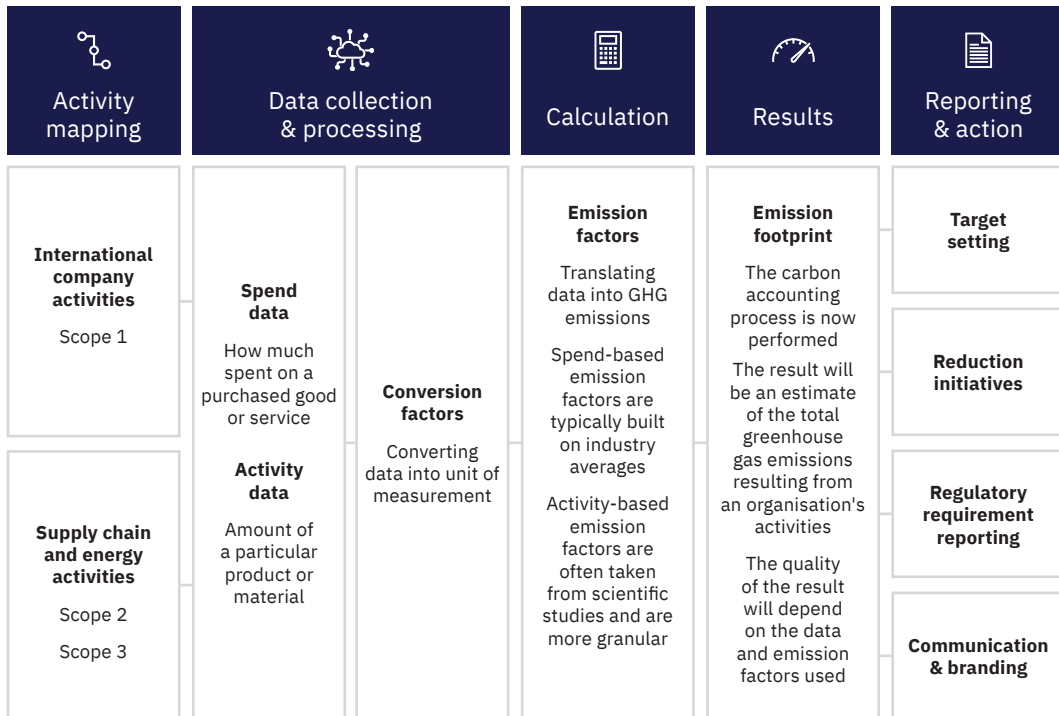 Activity
mapping
Data collection
& processing
Calculation
Results
Reporting
& action
International
company
activities
Scope 1
Supply chain
and energy
activities
Scope 2
Scope 3
Spend
data
How much
spent on a
purchased good
or service
Activity
data
Amount of
a particular
product or
material
Conversion
factors
Converting
data into unit of
measurement
Emission
factors
Translating
data into GHG
emissions
Spend-based
emission
factors are
typically built
on industry
averages
Activity-based
emission
factors are
often taken
from scientific
studies and are
more granular
Emission
footprint
The carbon
accounting
process is now
performed
The result will
be an estimate
of the total
greenhouse
gas emissions
resulting from
an organisation's
activities
The quality
of the result
will depend
on the data
and emission
factors used
Target
setting
Reduction
initiatives
Regulatory
requirement
reporting
Communication
& branding